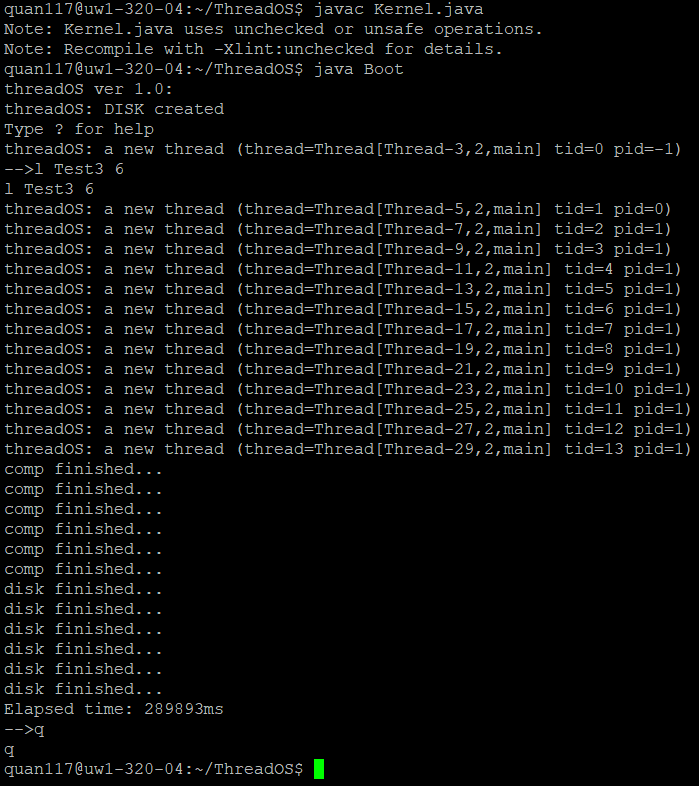 quan117@uw1-320-04:~/ThreadOS$ javac Kernel.java
Note: Kernel.java uses unchecked or unsafe operations.
Note: Recompile with -Xlint:unchecked for details.
quan117@uw1-320-04:~/ThreadOS$ java Boot
threadOS ver 1.0:
threadOS: DISK created
Type ? for help
threadOS: a new thread (thread=Thread[Thread-3,2,main] tid=0 pid=-1)
-->l Test3 6
l Test3 6
threadOS: a new thread (thread=Thread[Thread-5,2,main] tid=1 pid=0)
threadOS: a new thread (thread=Thread[Thread-7,2,main] tid=2 pid=1)
threadOS: a new thread (thread=Thread[Thread-9,2,main] tid=3 pid=1)
threadOS: a new thread (thread=Thread[Thread-11,2,main] tid=4 pid=1)
threadOS: a new thread (thread=Thread[Thread-13,2,main] tid=5 pid=1)
threadOS: a new thread (thread=Thread[Thread-15,2,main] tid=6 pid=1)
threadOS: a new thread (thread=Thread[Thread-17,2,main] tid=7 pid=1)
threadOS: a new thread (thread=Thread[Thread-19,2,main] tid=8 pid=1)
threadOS: a new thread (thread=Thread[Thread-21,2,main] tid=9 pid=1)
threadOS: a new thread (thread=Thread[Thread-23,2,main] tid=10 pid=1)
threadOS: a new thread (thread=Thread[Thread-25,2,main] tid=11 pid=1)
threadOS: a new thread (thread=Thread[Thread-27,2,main] tid=12 pid=1)
threadOS: a new thread (thread=Thread[Thread-29,2,main] tid=13 pid=1)
comp finished...
comp finished...
comp finished...
comp finished...
comp finished...
comp finished...
disk finished...
disk finished...
disk finished...
disk finished...
disk finished...
disk finished...
Elapsed time: 289893ms
-->q
q
quan117@uw1-320-04:~/ThreadOS$